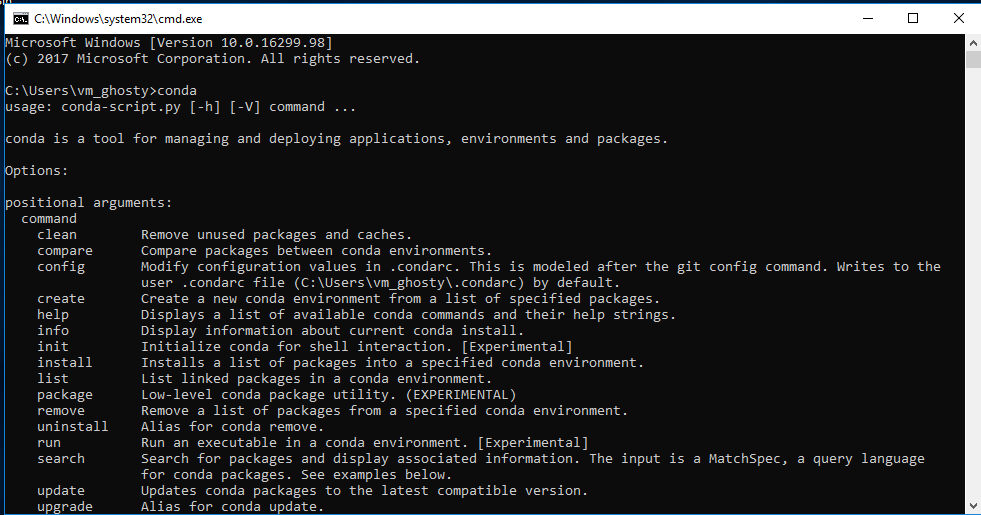 C:\Windows\system32\cmd.exe
Microsoft Windows [Version 10.0.16299.98]
(c) 2017 Microsoft Corporation. All rights reserved.
C:\Users\vm_ghosty>conda
usage: conda-script.py [-h] [-V] command ...
conda is a tool for managing and deploying applications, environments and packages.
Options:
positional arguments:
command
clean Remove unused packages and caches.
compare Compare packages between conda environments.
config Modify configuration values in .condarc. This is modeled after the git config command. Writes to the
user .condarc file (C:\Users\vm_ghosty\.condarc) by default.
create Create a new conda environment from a list of specified packages.
help Displays a list of available conda commands and their help strings.
info Display information about current conda install.
init Initialize conda for shell interaction. [Experimental]
install Installs a list of packages into a specified conda environment.
list List linked packages in a conda environment.
package Low-level conda package utility. (EXPERIMENTAL)
remove Remove a list of packages from a specified conda environment.
uninstall Alias for conda remove.
run Run an executable in a conda environment. [Experimental]
search Search for packages and display associated information. The input is a MatchSpec, a query language
for conda packages. See examples below.
update Updates conda packages to the latest compatible version.
upgrade Alias for conda update.